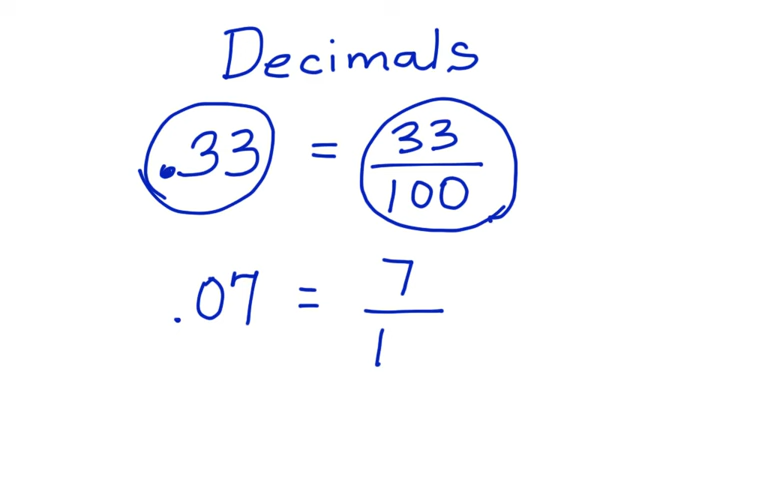 Decimals
.33 = 33/100
.07 = 7/1